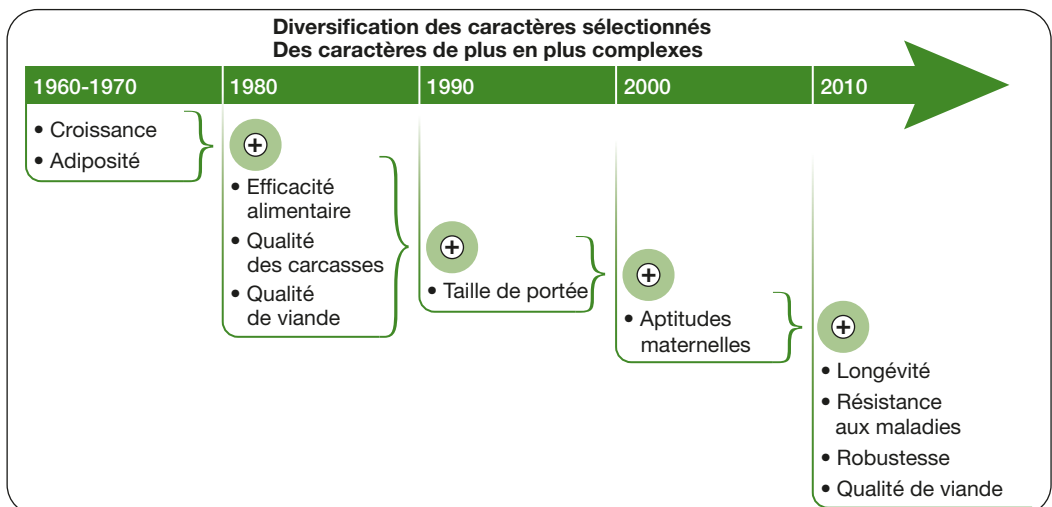 Diversification des caractères sélectionnés
Des caractères de plus en plus complexes
1960-1970
1980
1990
2000
2010
• Croissance
• Adiposité
+
• Efficacité
alimentaire
• Qualité
des carcasses
• Qualité
de viande
+
• Taille de portée
+
• Aptitudes
maternelles
+
• Longévité
• Résistance
aux maladies
• Robustesse
• Qualité de viande